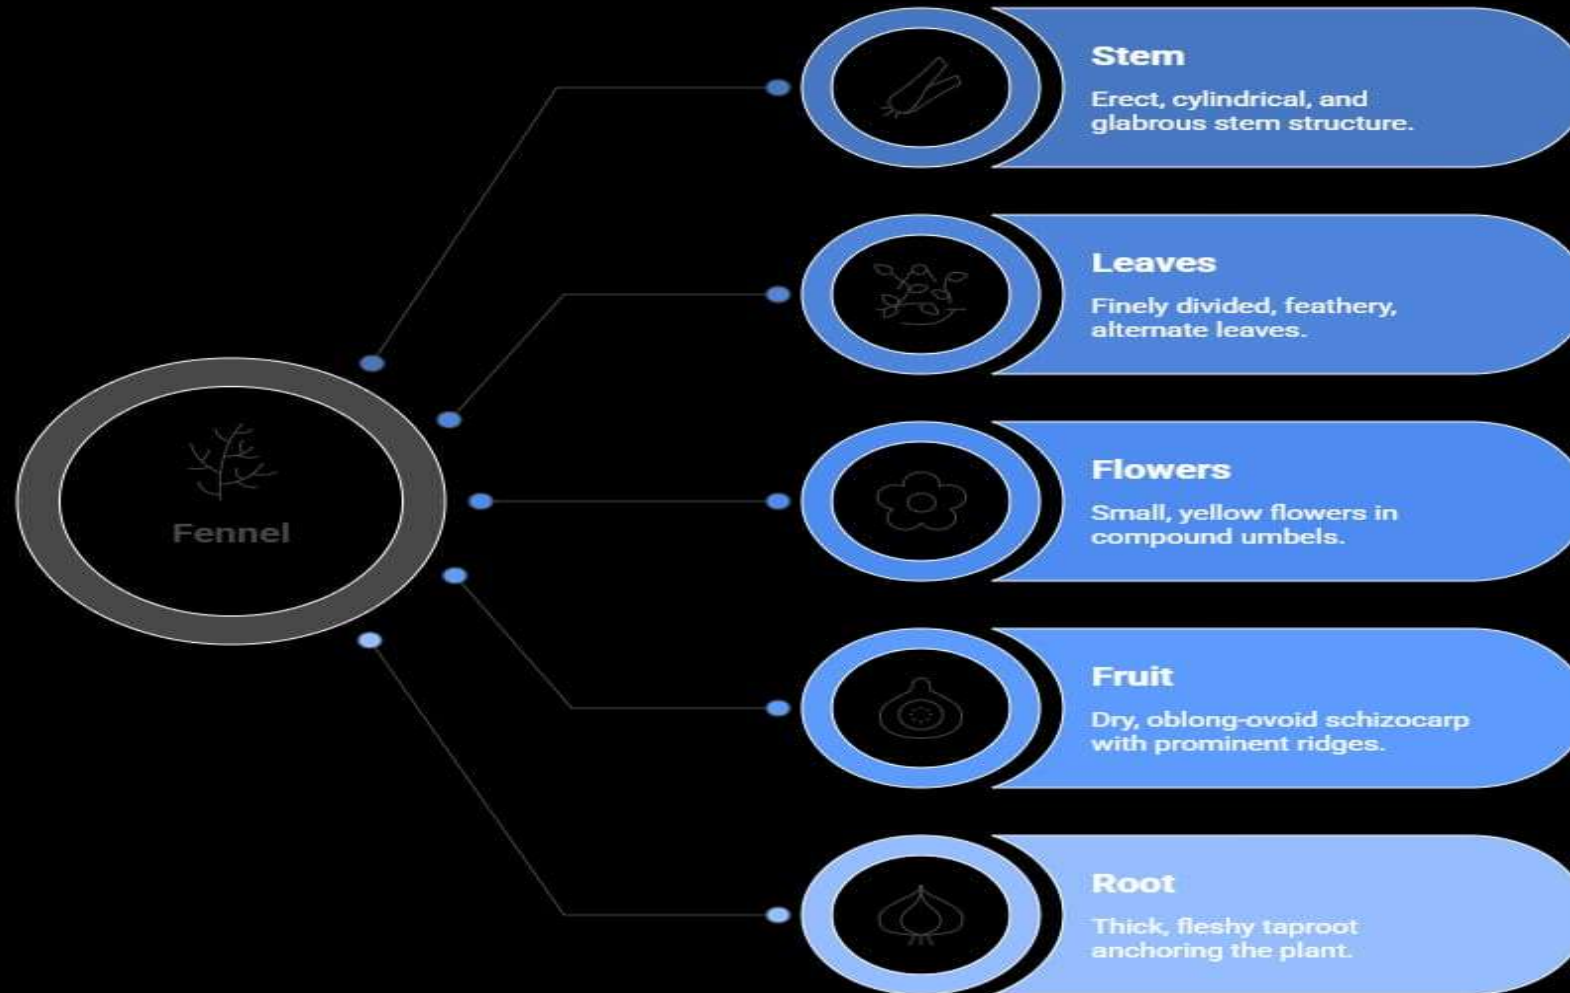 Stem
Erect, cylindrical, and
glabrous stem structure.
Leaves
Finely divided, feathery,
alternate leaves.
Fennel
Flowers
Small, yellow flowers in
compound umbels.
Fruit
Dry, oblong-ovoid schizocarp
with prominent ridges.
Root
Thick, fleshy taproot
anchoring the plant.